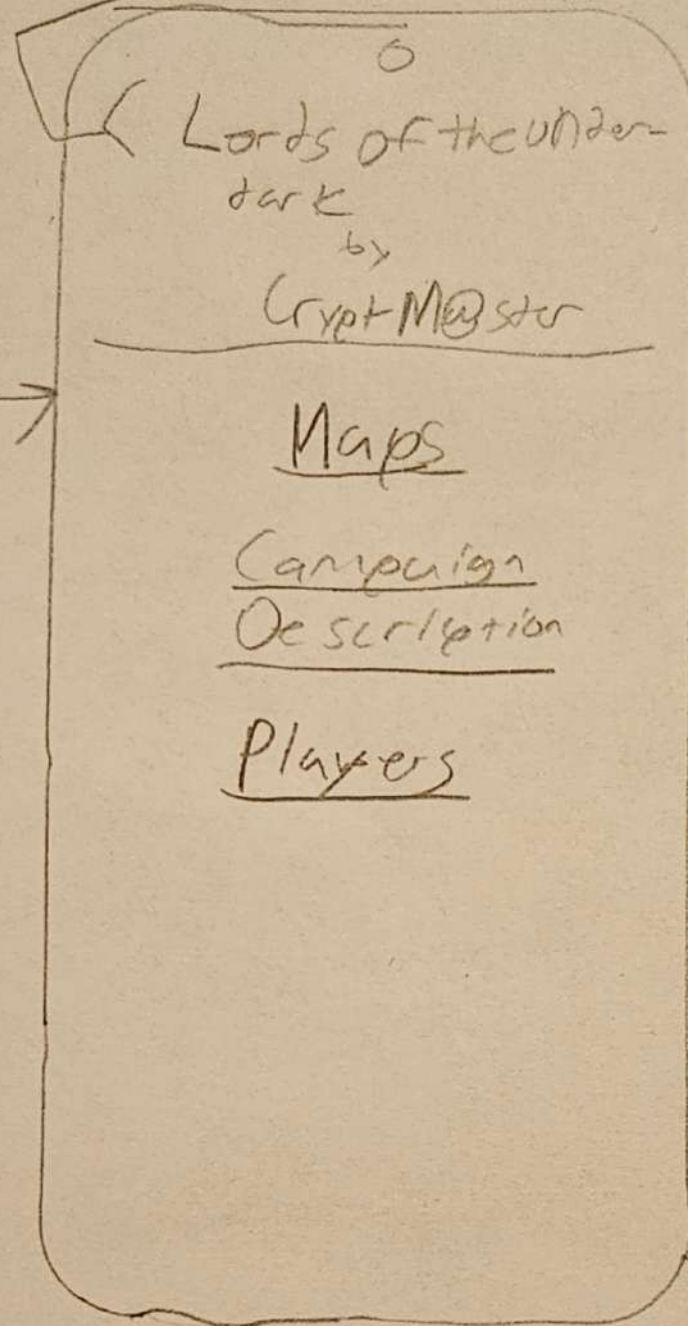 Lords of the Under-
dark
by
CryptM@ster
Maps
Campaign
Description
Players